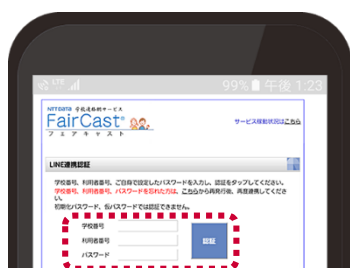 LTE 99% 午後 1:23
NTT DATA 学校連絡網サービス
FairCast®
フェアキャスト
サービス稼動状況はこちら
LINE連携認証
学校番号、利用者番号、ご自身で設定したパスワードを入力し、認証をタップしてください。
学校番号、利用者番号、パスワードを忘れた方は、こちらから再発行後、再度連携してくださ
い。
初期化パスワード、仮パスワードでは認証できません。
学校番号
利用者番号
認証
パスワード